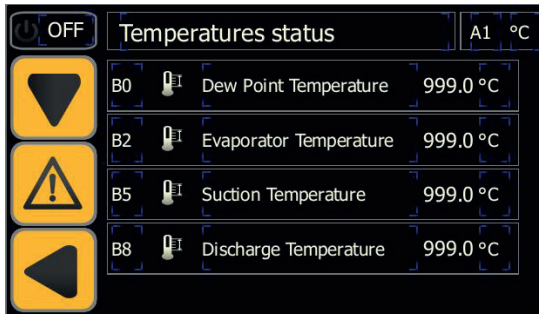 OFF Temperatures status A1 °C
B0 Dew Point Temperature 999.0 °C
B2 Evaporator Temperature 999.0 °C
B5 Suction Temperature 999.0 °C
B8 Discharge Temperature 999.0 °C